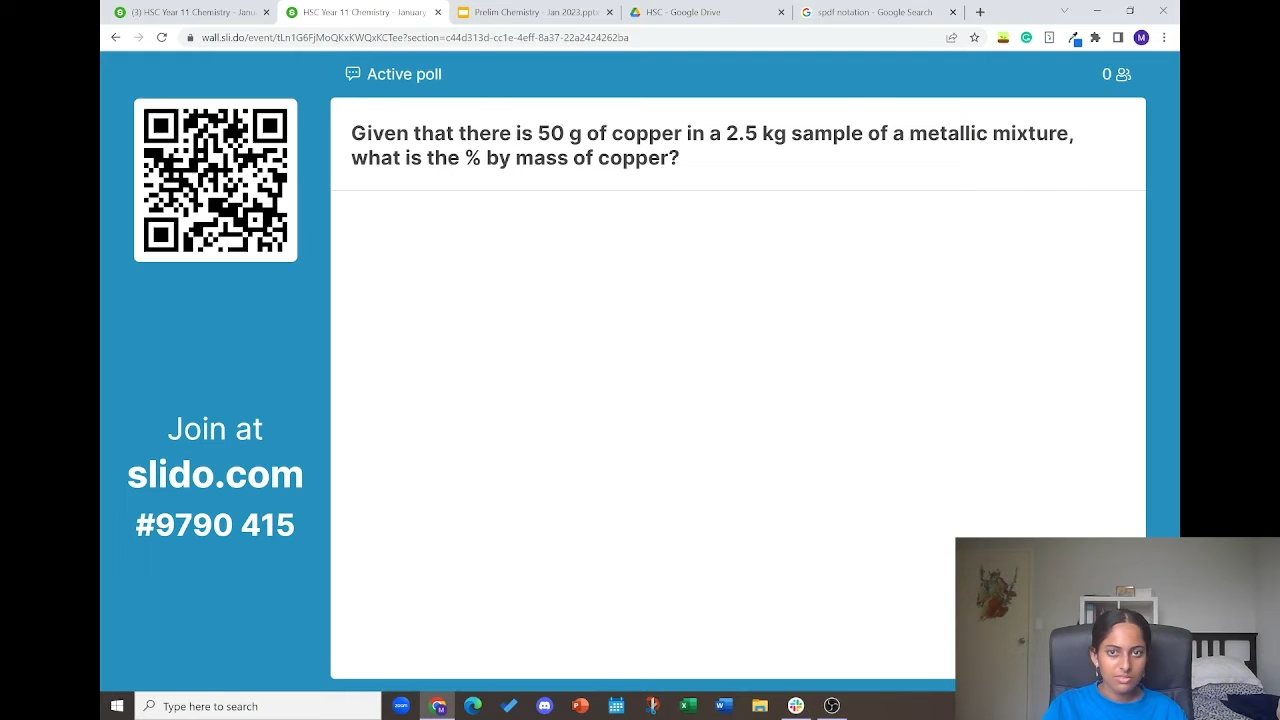 (3) HSC Year 11 Chemistry - Janu
HSC Year 11 Chemistry - January
Prelim Chemistry - Jan 2023.pptx
HSC - Google Drive
spdf notation - Google Search
wall.sli.do/event/tLn1G6FjMoQKxKWQxKCTee?section=c44d313d-cc1e-4eff-8a37-22a2424262ba
M
Active poll
0
Given that there is 50 g of copper in a 2.5 kg sample of a metallic mixture,
what is the % by mass of copper?
Join at
slido.com
#9790 415
Type here to search
zoom